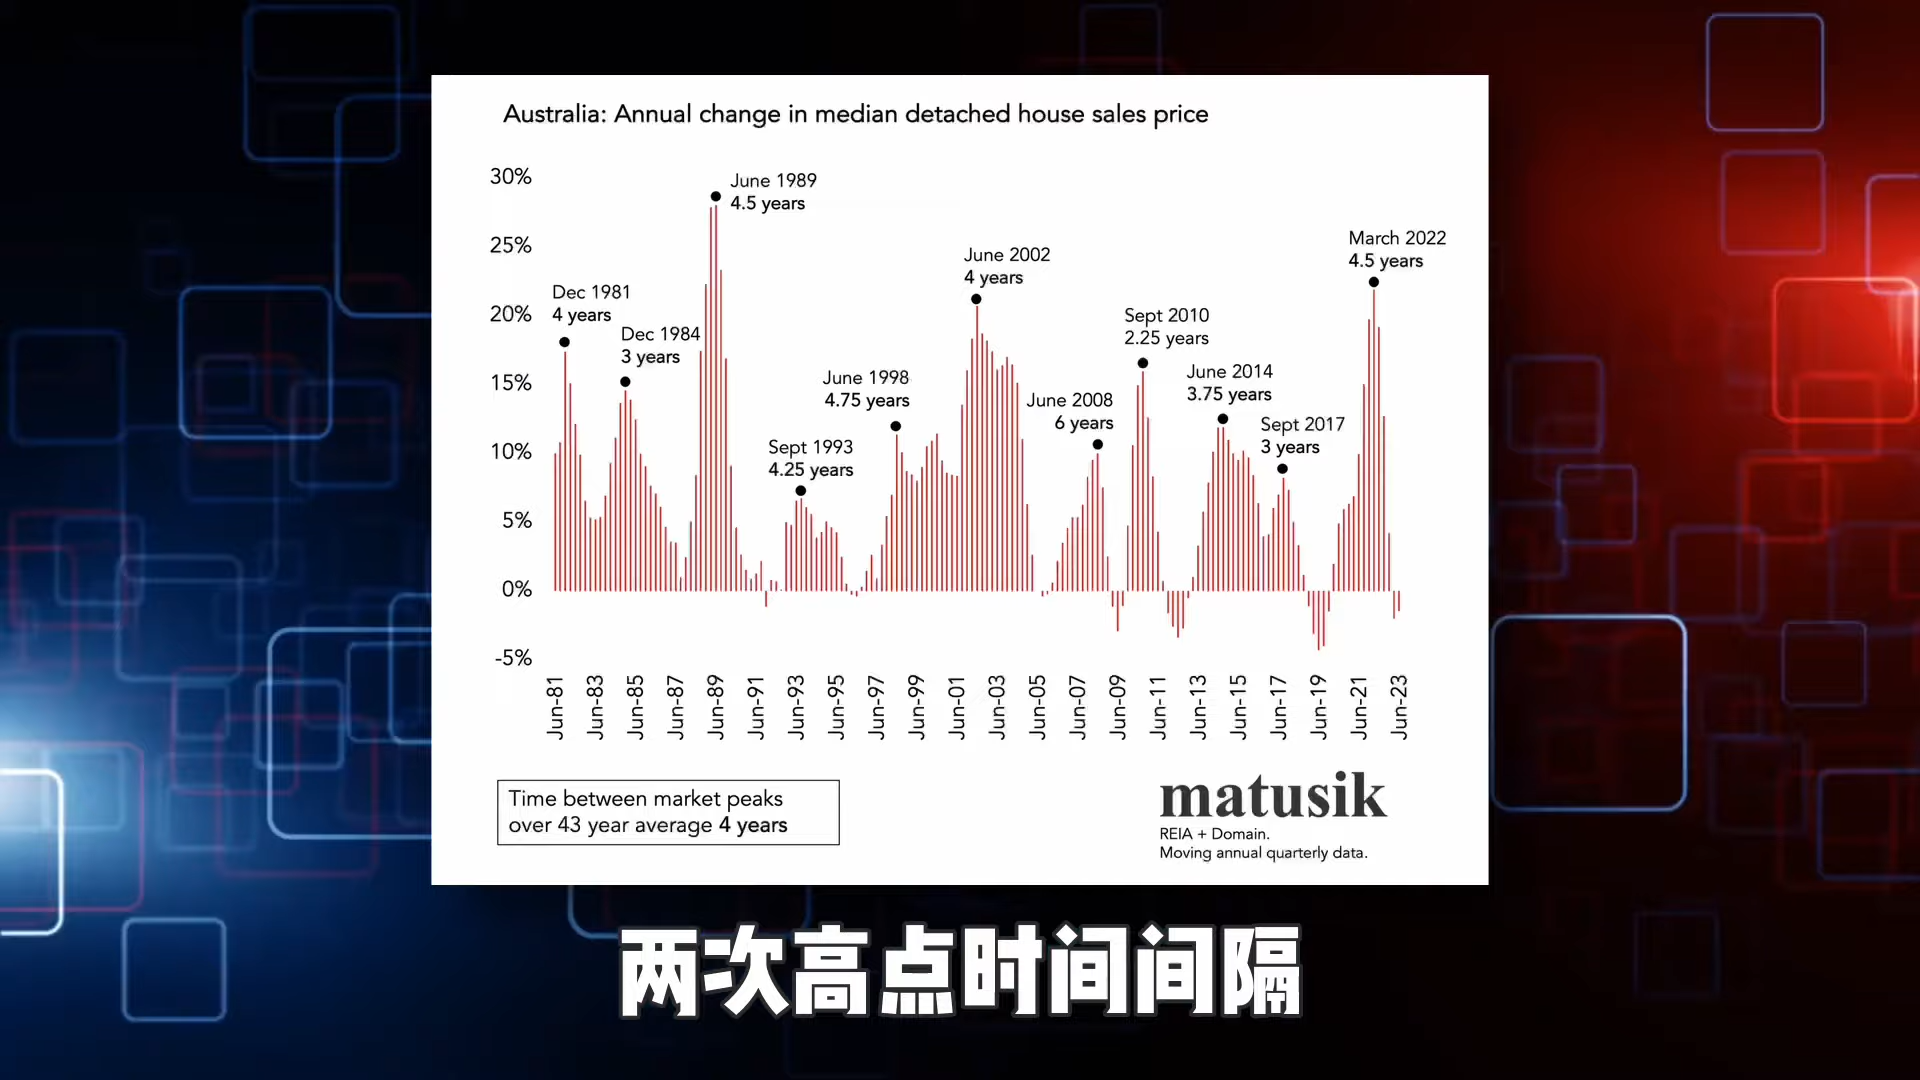 Australia: Annual change in median detached house sales price
30%
25%
20%
15%
10%
5%
0%
-5%
Dec 1981
4 years
Dec 1984
3 years
June 1989
4.5 years
Sept 1993
4.25 years
June 1998
4.75 years
June 2002
4 years
June 2008
6 years
Sept 2010
2.25 years
June 2014
3.75 years
Sept 2017
3 years
March 2022
4.5 years
Jun-81
Jun-83
Jun-85
Jun-87
Jun-89
Jun-91
Jun-93
Jun-95
Jun-97
Jun-99
Jun-01
Jun-03
Jun-05
Jun-07
Jun-09
Jun-11
Jun-13
Jun-15
Jun-17
Jun-19
Jun-21
Jun-23
Time between market peaks
over 43 year average 4 years
matusik
REIA + Domain.
Moving annual quarterly data.
两次高点时间间隔